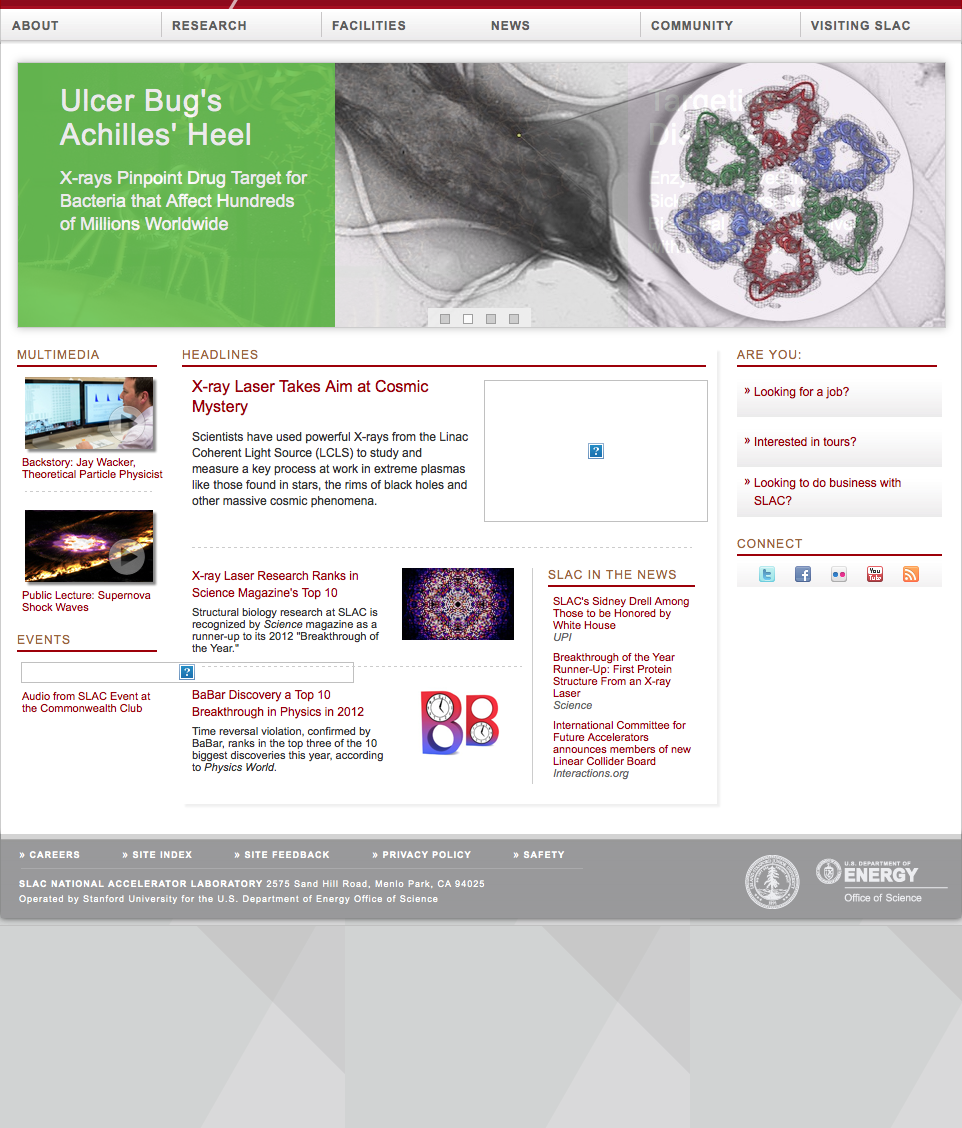 ABOUT
RESEARCH
FACILITIES
NEWS
COMMUNITY
VISITING SLAC
Ulcer Bug's
Achilles' Heel
X-rays Pinpoint Drug Target for
Bacteria that Affect Hundreds
of Millions Worldwide
MULTIMEDIA
Backstory: Jay Wacker,
Theoretical Particle Physicist
Public Lecture: Supernova
Shock Waves
EVENTS
Audio from SLAC Event at
the Commonwealth Club
HEADLINES
X-ray Laser Takes Aim at Cosmic
Mystery
Scientists have used powerful X-rays from the Linac
Coherent Light Source (LCLS) to study and
measure a key process at work in extreme plasmas
like those found in stars, the rims of black holes and
other massive cosmic phenomena.
X-ray Laser Research Ranks in
Science Magazine's Top 10
Structural biology research at SLAC is
recognized by Science magazine as a
runner-up to its 2012 "Breakthrough of
the Year."
BaBar Discovery a Top 10
Breakthrough in Physics in 2012
Time reversal violation, confirmed by
BaBar, ranks in the top three of the 10
biggest discoveries this year, according
to Physics World.
SLAC IN THE NEWS
SLAC's Sidney Drell Among
Those to be Honored by
White House
UPI
Breakthrough of the Year
Runner-Up: First Protein
Structure From an X-ray
Laser
Science
International Committee for
Future Accelerators
announces members of new
Linear Collider Board
Interactions.org
ARE YOU:
» Looking for a job?
» Interested in tours?
» Looking to do business with
SLAC?
CONNECT
You
Tube
» CAREERS
» SITE INDEX
» SITE FEEDBACK
» PRIVACY POLICY
» SAFETY
SLAC NATIONAL ACCELERATOR LABORATORY 2575 Sand Hill Road, Menlo Park, CA 94025
Operated by Stanford University for the U.S. Department of Energy Office of Science
U.S. DEPARTMENT OF
ENERGY
Office of Science